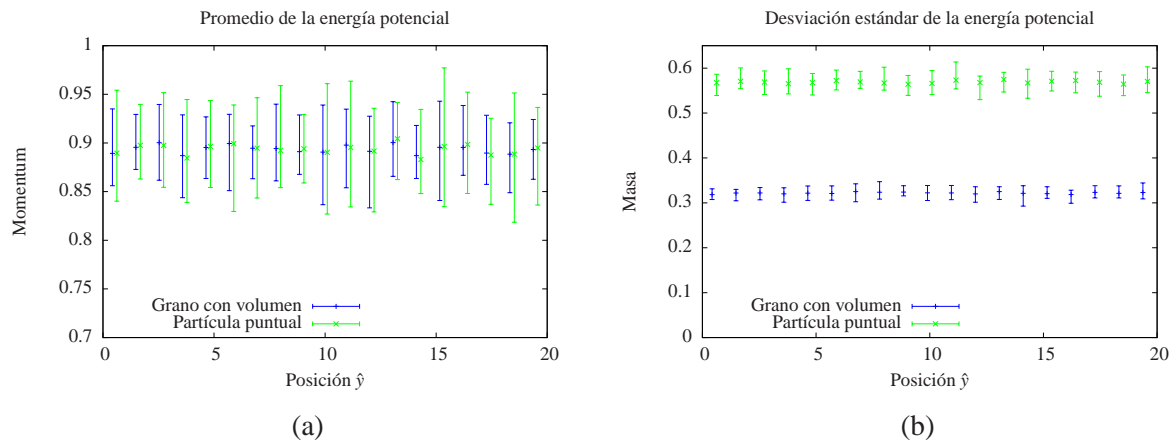 Promedio de la energía potencial
1
0.95
0.9
0.85
0.8
0.75
0.7
Momentum
Grano con volumen
Partícula puntual
0 5 10 15 20
Posición ŷ
(a)
Desviación estándar de la energía potencial
0.6
0.5
0.4
0.3
0.2
0.1
0
Masa
Grano con volumen
Partícula puntual
0 5 10 15 20
Posición ŷ
(b)